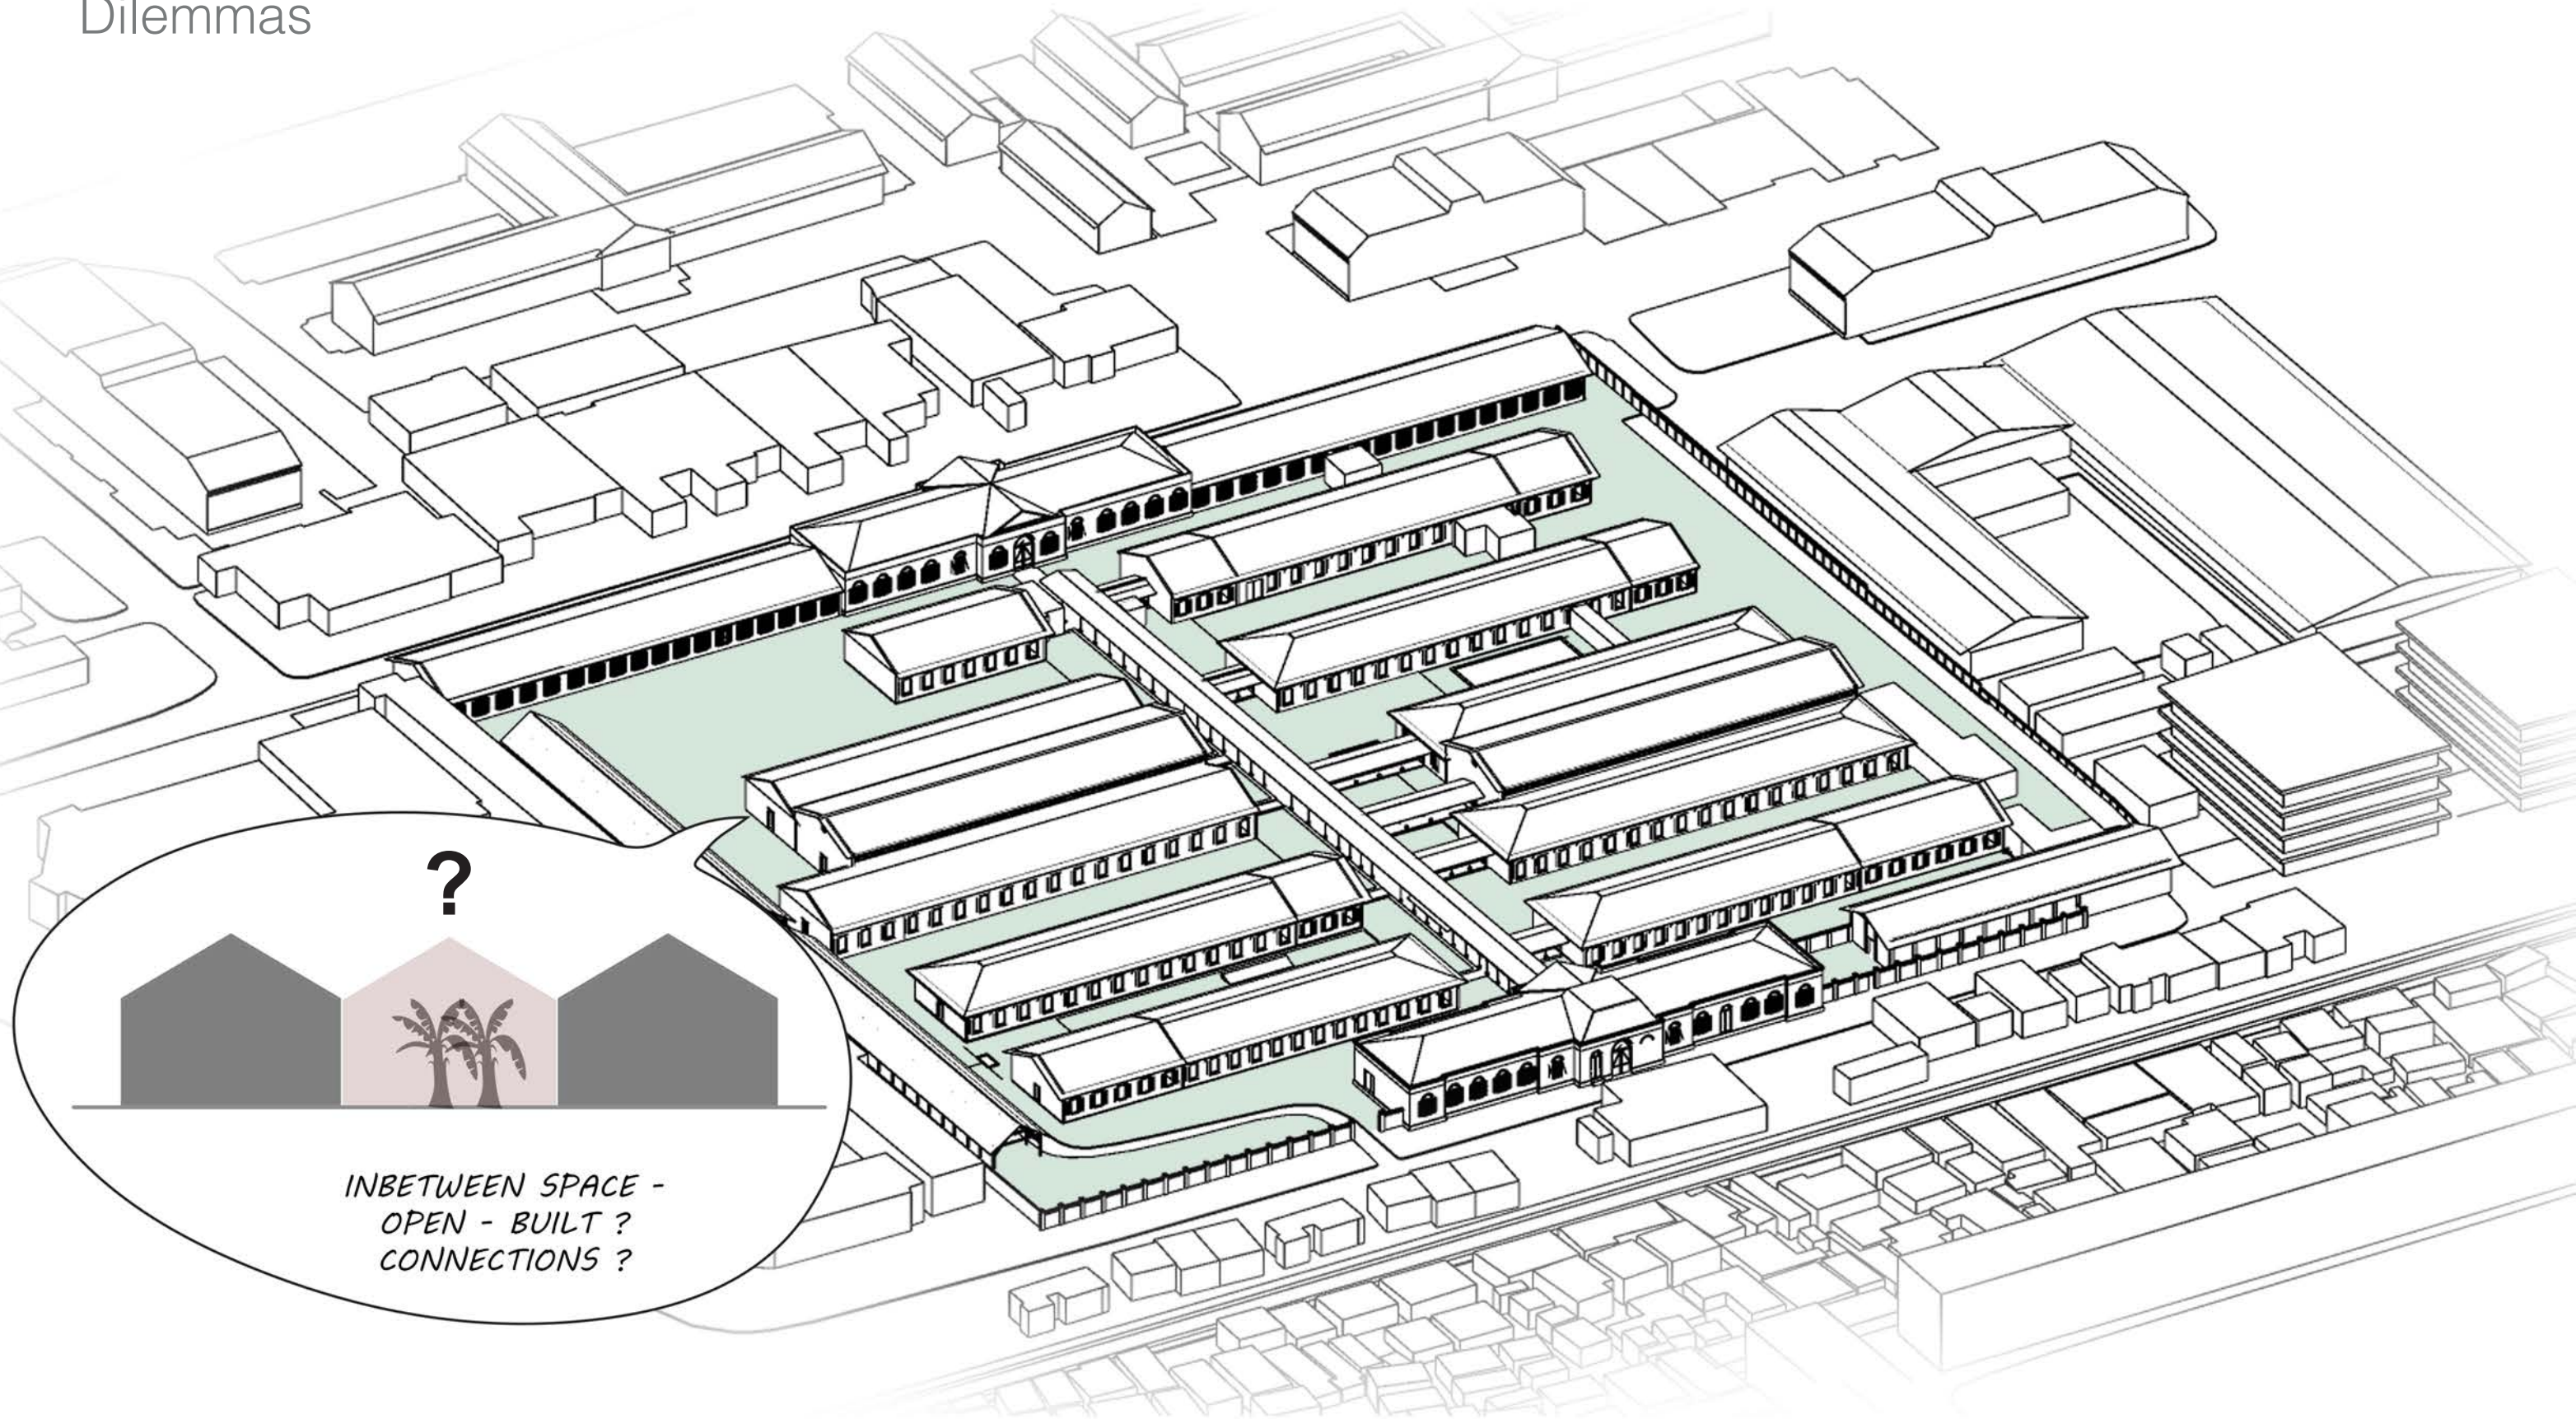 Dilemmas
?
INBETWEEN SPACE -
OPEN - BUILT ?
CONNECTIONS ?